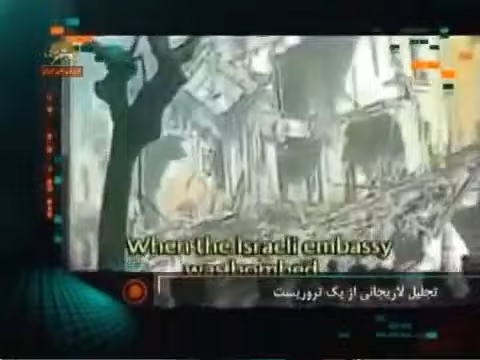 When the Israeli embassy
was bombed
تجلیل لاریجانی از یک تروریست